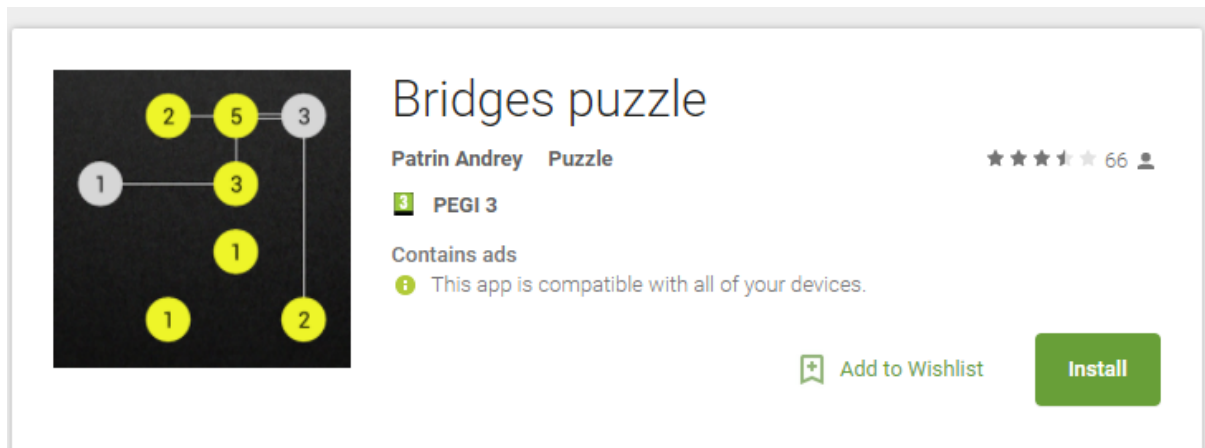 Bridges puzzle
Patrin Andrey Puzzle
66
3 PEGI 3
Contains ads
This app is compatible with all of your devices.
Add to Wishlist
Install
2 5 3
1 3
1
1 2